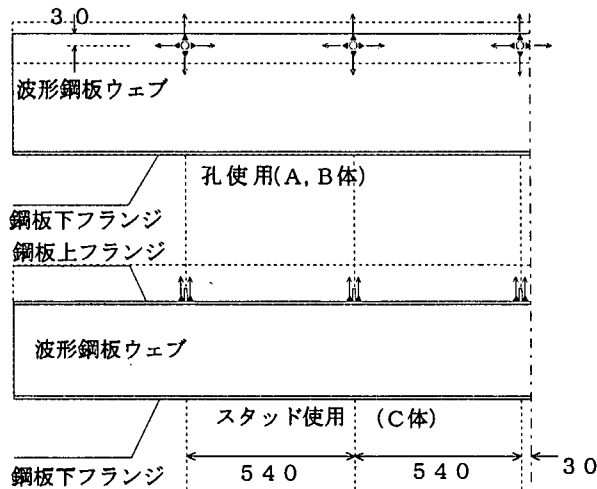 ３０
波形鋼板ウェブ
孔使用(A, B体)
鋼板下フランジ
鋼板上フランジ
波形鋼板ウェブ
スタッド使用 (C体)
鋼板下フランジ
５４０ ５４０ ３０